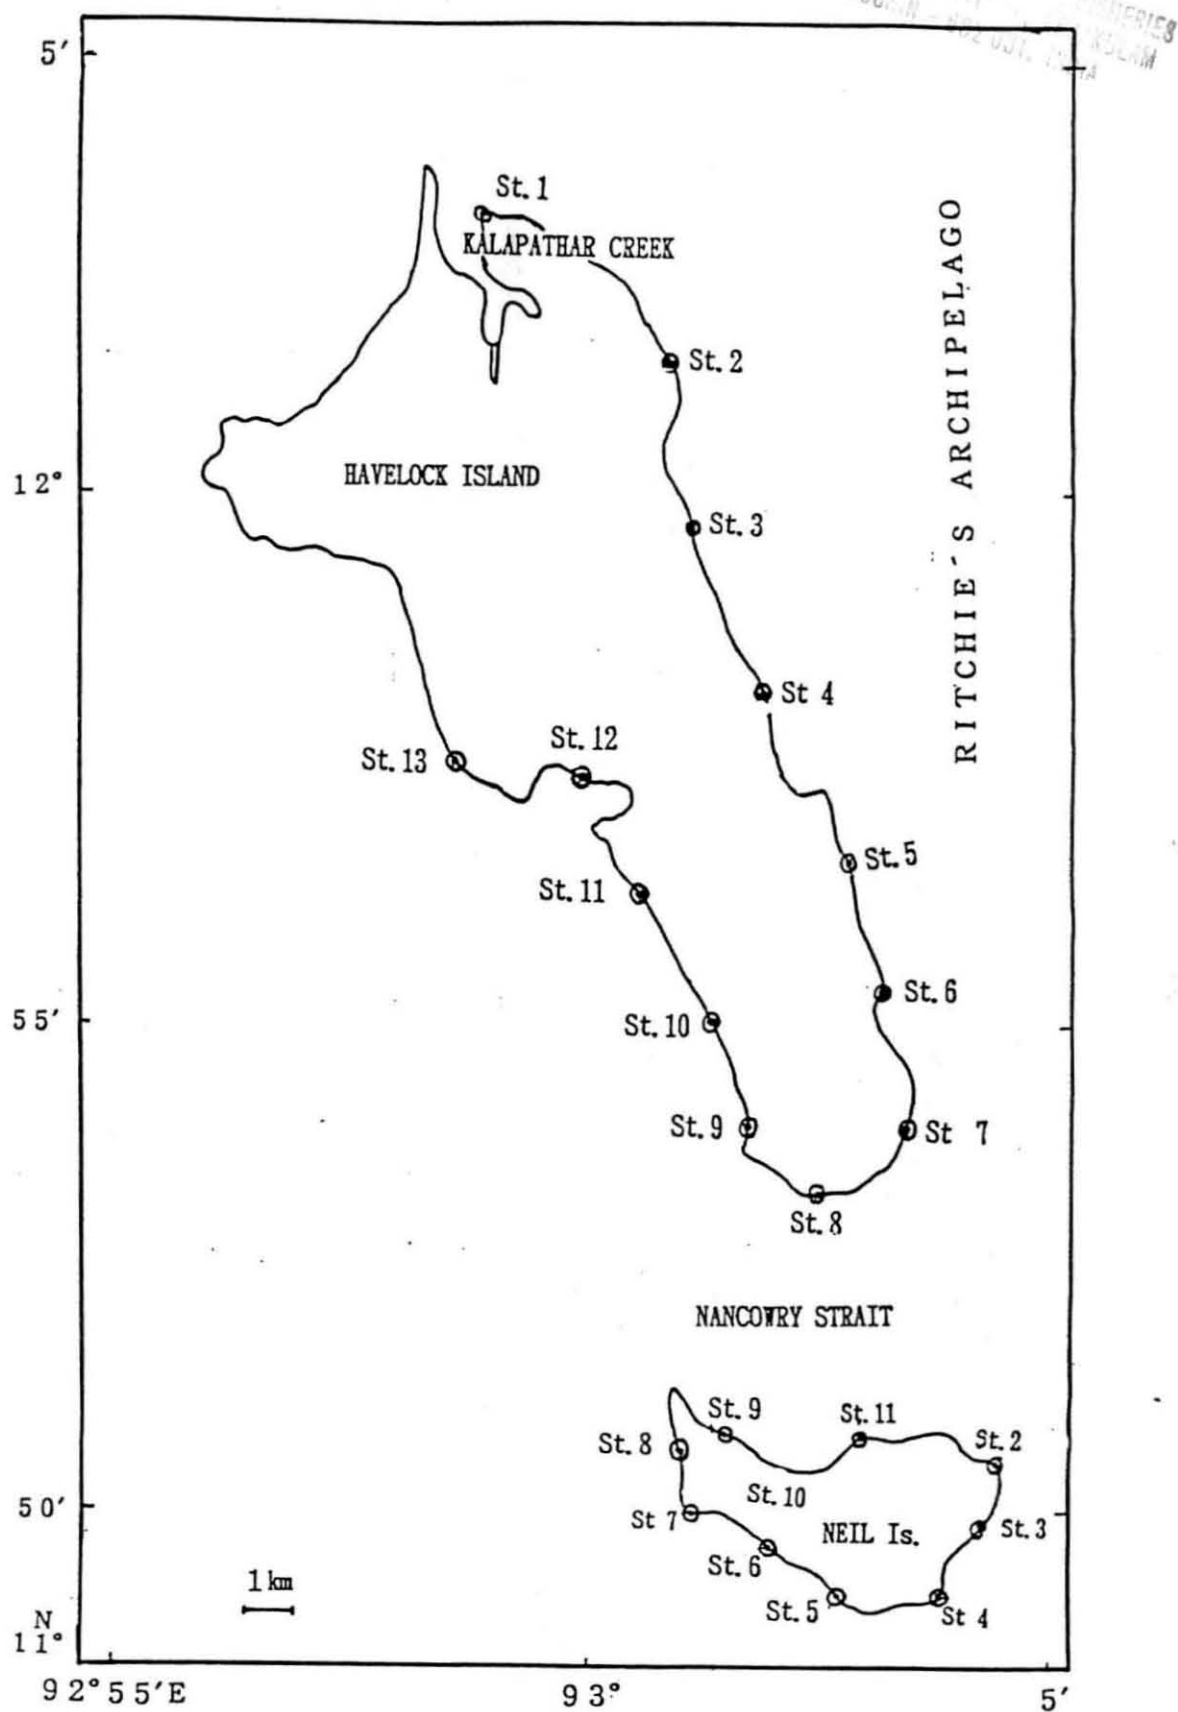 5′
St. 1
KALAPATHAR CREEK
St. 2
RITCHIE´S ARCHIPELAGO
HAVELOCK ISLAND
12°
St. 3
St 4
St. 12
St. 13
St. 5
St. 11
St. 6
55′
St. 10
St. 9
St 7
St. 8
NANCOWRY STRAIT
St. 9
St. 11
St. 8
St. 2
St. 10
50′
St 7
NEIL Is.
St. 3
St. 6
1 km
St. 5
St 4
N
11°
92°55′E
93°
5′